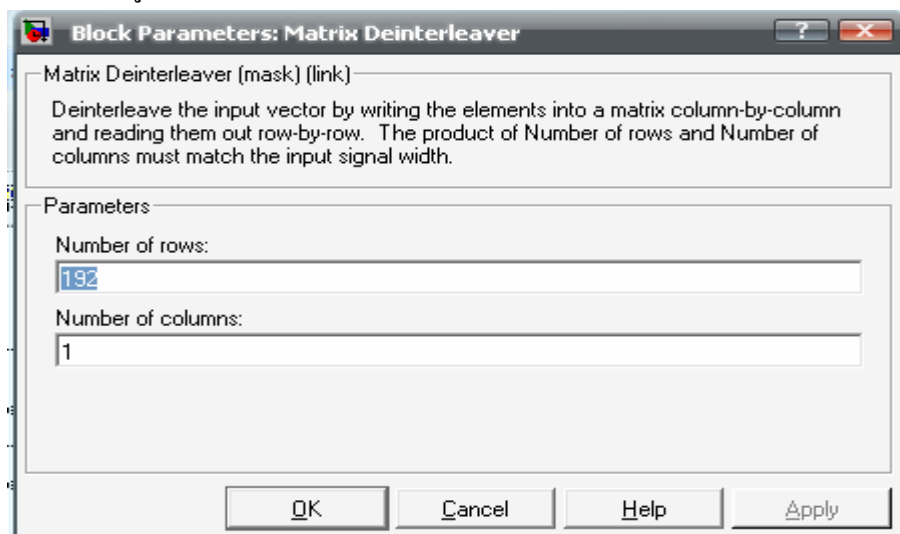 Block Parameters: Matrix Deinterleaver
Matrix Deinterleaver (mask) (link)
Deinterleave the input vector by writing the elements into a matrix column-by-column
and reading them out row-by-row. The product of Number of rows and Number of
columns must match the input signal width.
Parameters
Number of rows:
192
Number of columns:
1
OK Cancel Help Apply